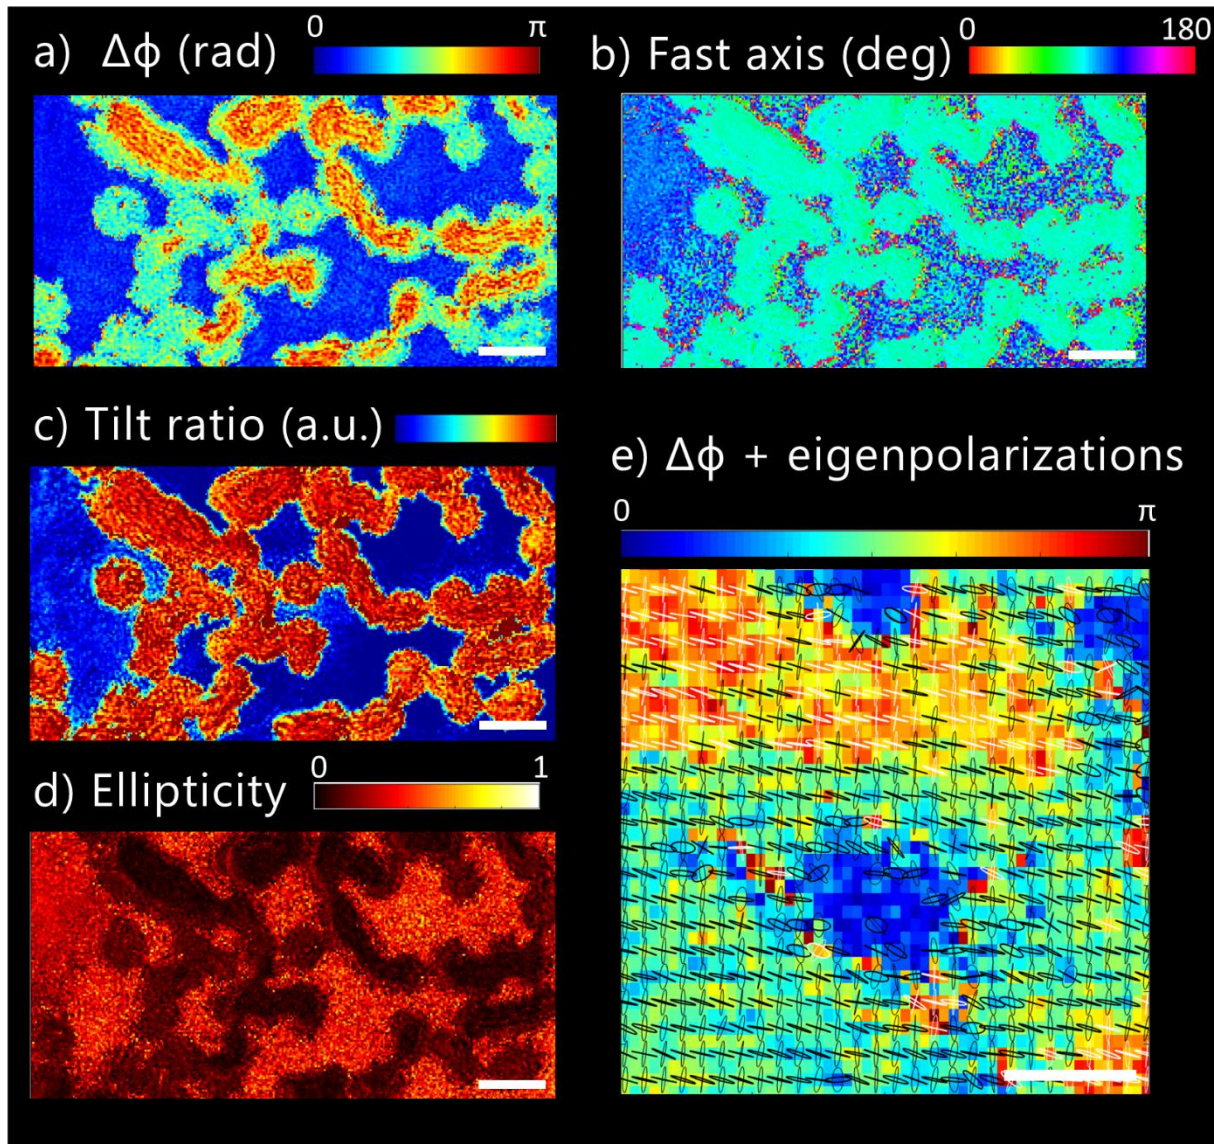 a) Δϕ (rad)
0 π
b) Fast axis (deg)
0 180
c) Tilt ratio (a.u.)
d) Ellipticity
0 1
e) Δϕ + eigenpolarizations
0 π